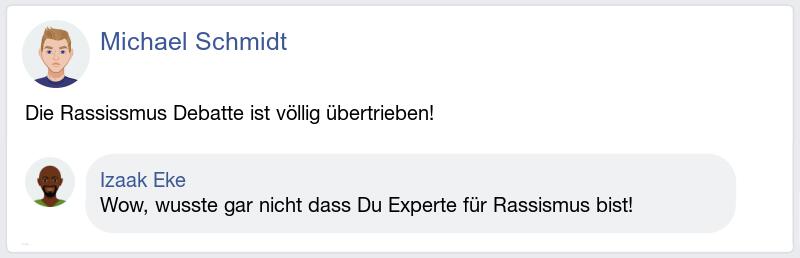 Michael Schmidt
Die Rassissmus Debatte ist völlig übertrieben!
Izaak Eke
Wow, wusste gar nicht dass Du Experte für Rassismus bist!